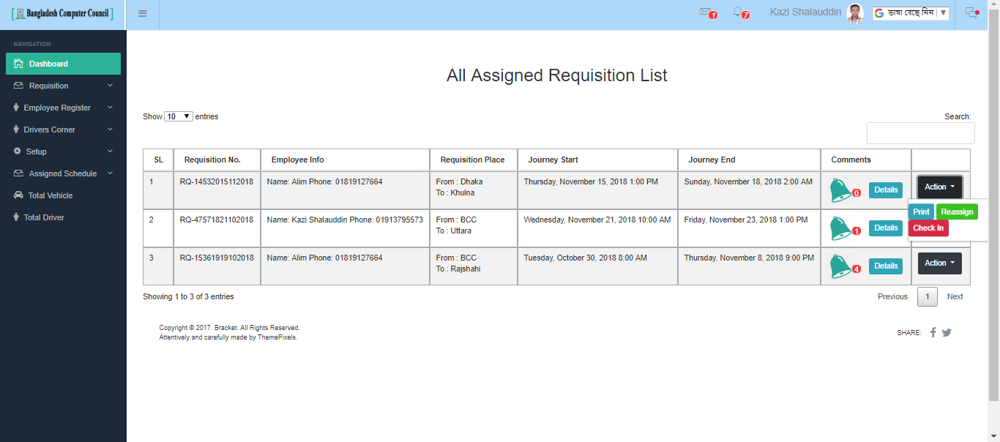 [ Bangladesh Computer Council ]
1
7
Kazi Shalauddin
G ভাষা বেছে নিন ▼
NAVIGATION
Dashboard
Requisition
Employee Register
Drivers Corner
Setup
Assigned Schedule
Total Vehicle
Total Driver
All Assigned Requisition List
Show 10 entries
Search:
SL Requisition No. Employee Info Requisition Place Journey Start Journey End Comments
1 RQ-14532015112018 Name: Alim Phone: 01819127664 From : Dhaka Thursday, November 15, 2018 1:00 PM Sunday, November 18, 2018 2:00 AM 0 Details Action
To : Khulna
Print Reassign
Check In
2 RQ-47571821102018 Name: Kazi Shalauddin Phone: 01913795573 From : BCC Wednesday, November 21, 2018 10:00 AM Friday, November 23, 2018 1:00 PM 1 Details
To : Uttara
3 RQ-15361919102018 Name: Alim Phone: 01819127664 From : BCC Tuesday, October 30, 2018 8:00 AM Thursday, November 8, 2018 9:00 PM 4 Details Action
To : Rajshahi
Showing 1 to 3 of 3 entries
Previous 1 Next
Copyright © 2017. Bracket. All Rights Reserved.
Attentively and carefully made by ThemePixels.
SHARE: